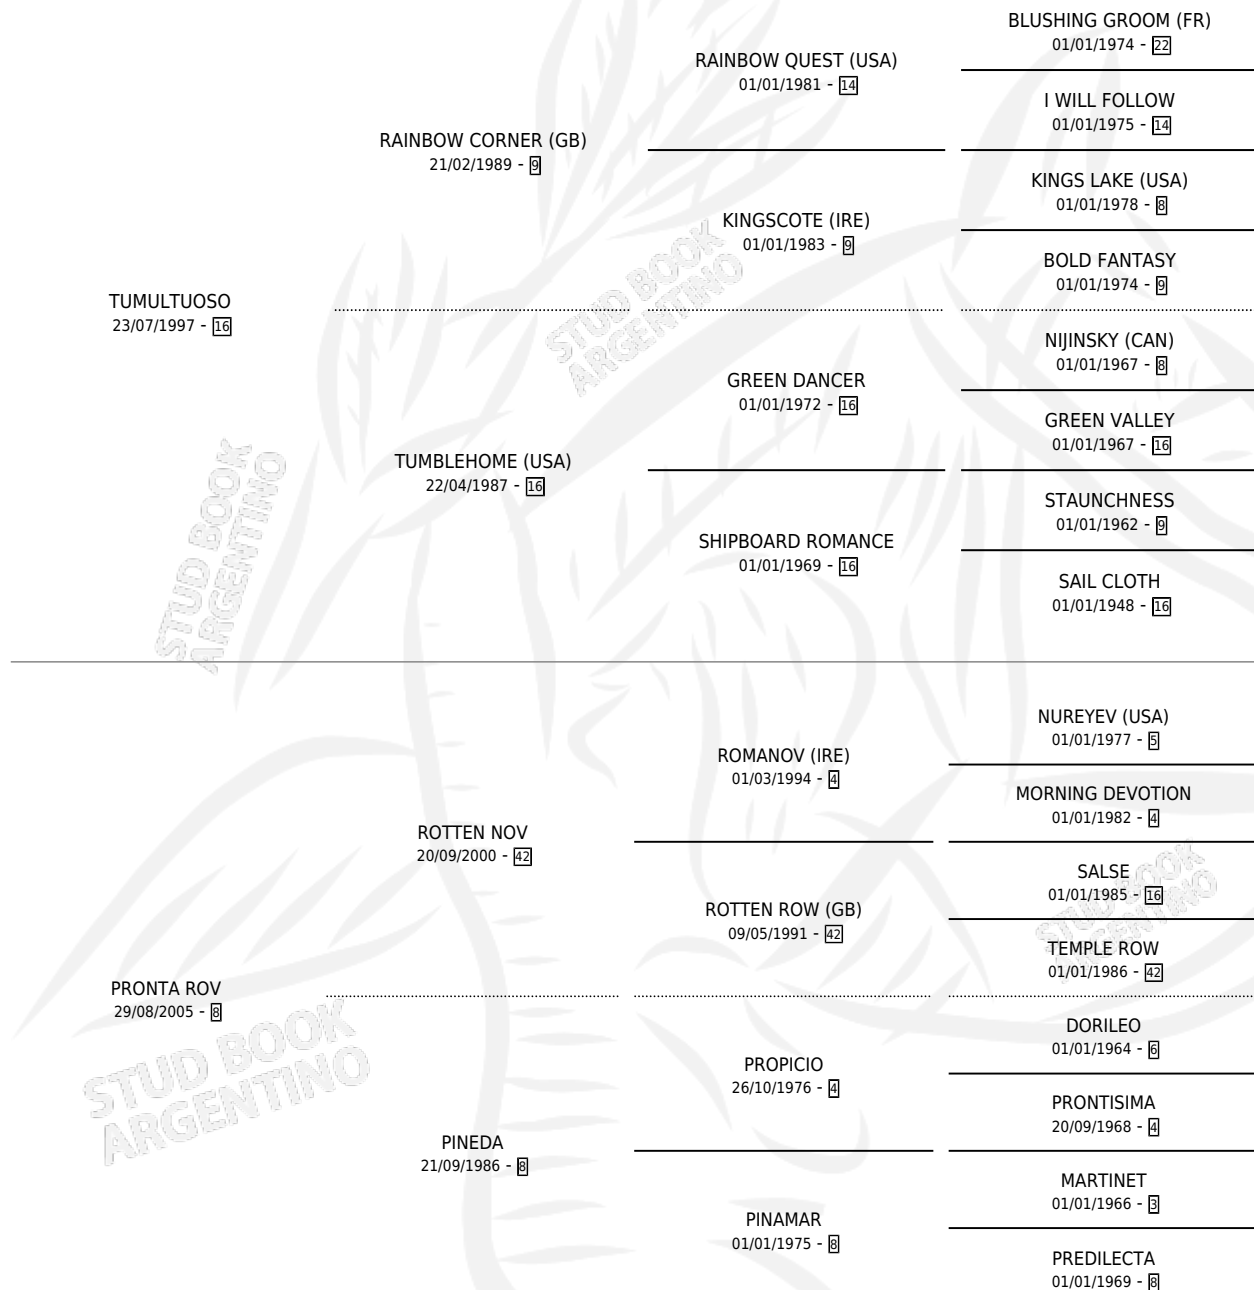 BLUSHING GROOM (FR)
01/01/1974 - 22
RAINBOW QUEST (USA)
01/01/1981 - 14
I WILL FOLLOW
01/01/1975 - 14
RAINBOW CORNER (GB)
21/02/1989 - 9
KINGS LAKE (USA)
01/01/1978 - 8
KINGSCOTE (IRE)
01/01/1983 - 9
BOLD FANTASY
01/01/1974 - 9
TUMULTUOSO
23/07/1997 - 16
NIJINSKY (CAN)
01/01/1967 - 8
GREEN DANCER
01/01/1972 - 16
GREEN VALLEY
01/01/1967 - 16
TUMBLEHOME (USA)
22/04/1987 - 16
STAUNCHNESS
01/01/1962 - 9
SHIPBOARD ROMANCE
01/01/1969 - 16
SAIL CLOTH
01/01/1948 - 16
STUD BOOK
ARGENTINO
STUD BOOK
ARGENTINO
NUREYEV (USA)
01/01/1977 - 5
ROMANOV (IRE)
01/03/1994 - 4
MORNING DEVOTION
01/01/1982 - 4
ROTTEN NOV
20/09/2000 - 42
SALSE
01/01/1985 - 16
ROTTEN ROW (GB)
09/05/1991 - 42
TEMPLE ROW
01/01/1986 - 42
PRONTA ROV
29/08/2005 - 8
DORILEO
01/01/1964 - 6
PROPICIO
26/10/1976 - 4
PRONTISIMA
20/09/1968 - 4
PINEDA
21/09/1986 - 8
MARTINET
01/01/1966 - 3
PINAMAR
01/01/1975 - 8
PREDILECTA
01/01/1969 - 8
STUD BOOK
ARGENTINO
STUD BOOK
ARGENTINO